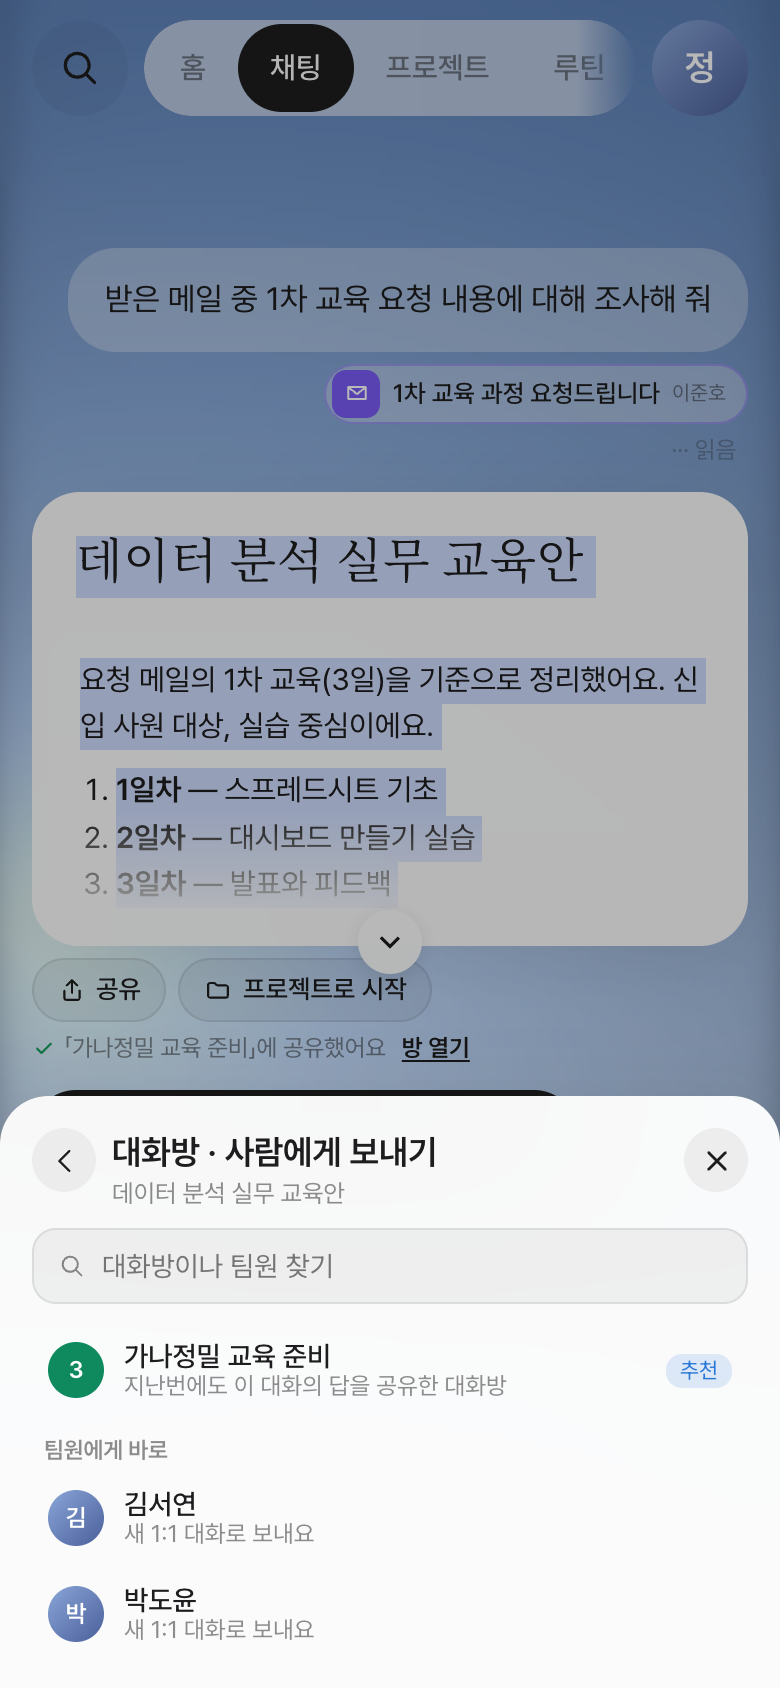 홈
채팅
프로젝트
루틴
정
받은 메일 중 1차 교육 요청 내용에 대해 조사해 줘
1차 교육 과정 요청드립니다 이준호
··· 읽음
데이터 분석 실무 교육안
요청 메일의 1차 교육(3일)을 기준으로 정리했어요. 신
입 사원 대상, 실습 중심이에요.
1. 1일차 — 스프레드시트 기초
2. 2일차 — 대시보드 만들기 실습
3. 3일차 — 발표와 피드백
공유
프로젝트로 시작
「가나정밀 교육 준비」에 공유했어요 방 열기
대화방 · 사람에게 보내기
데이터 분석 실무 교육안
대화방이나 팀원 찾기
3
가나정밀 교육 준비
지난번에도 이 대화의 답을 공유한 대화방
추천
팀원에게 바로
김
김서연
새 1:1 대화로 보내요
박
박도윤
새 1:1 대화로 보내요